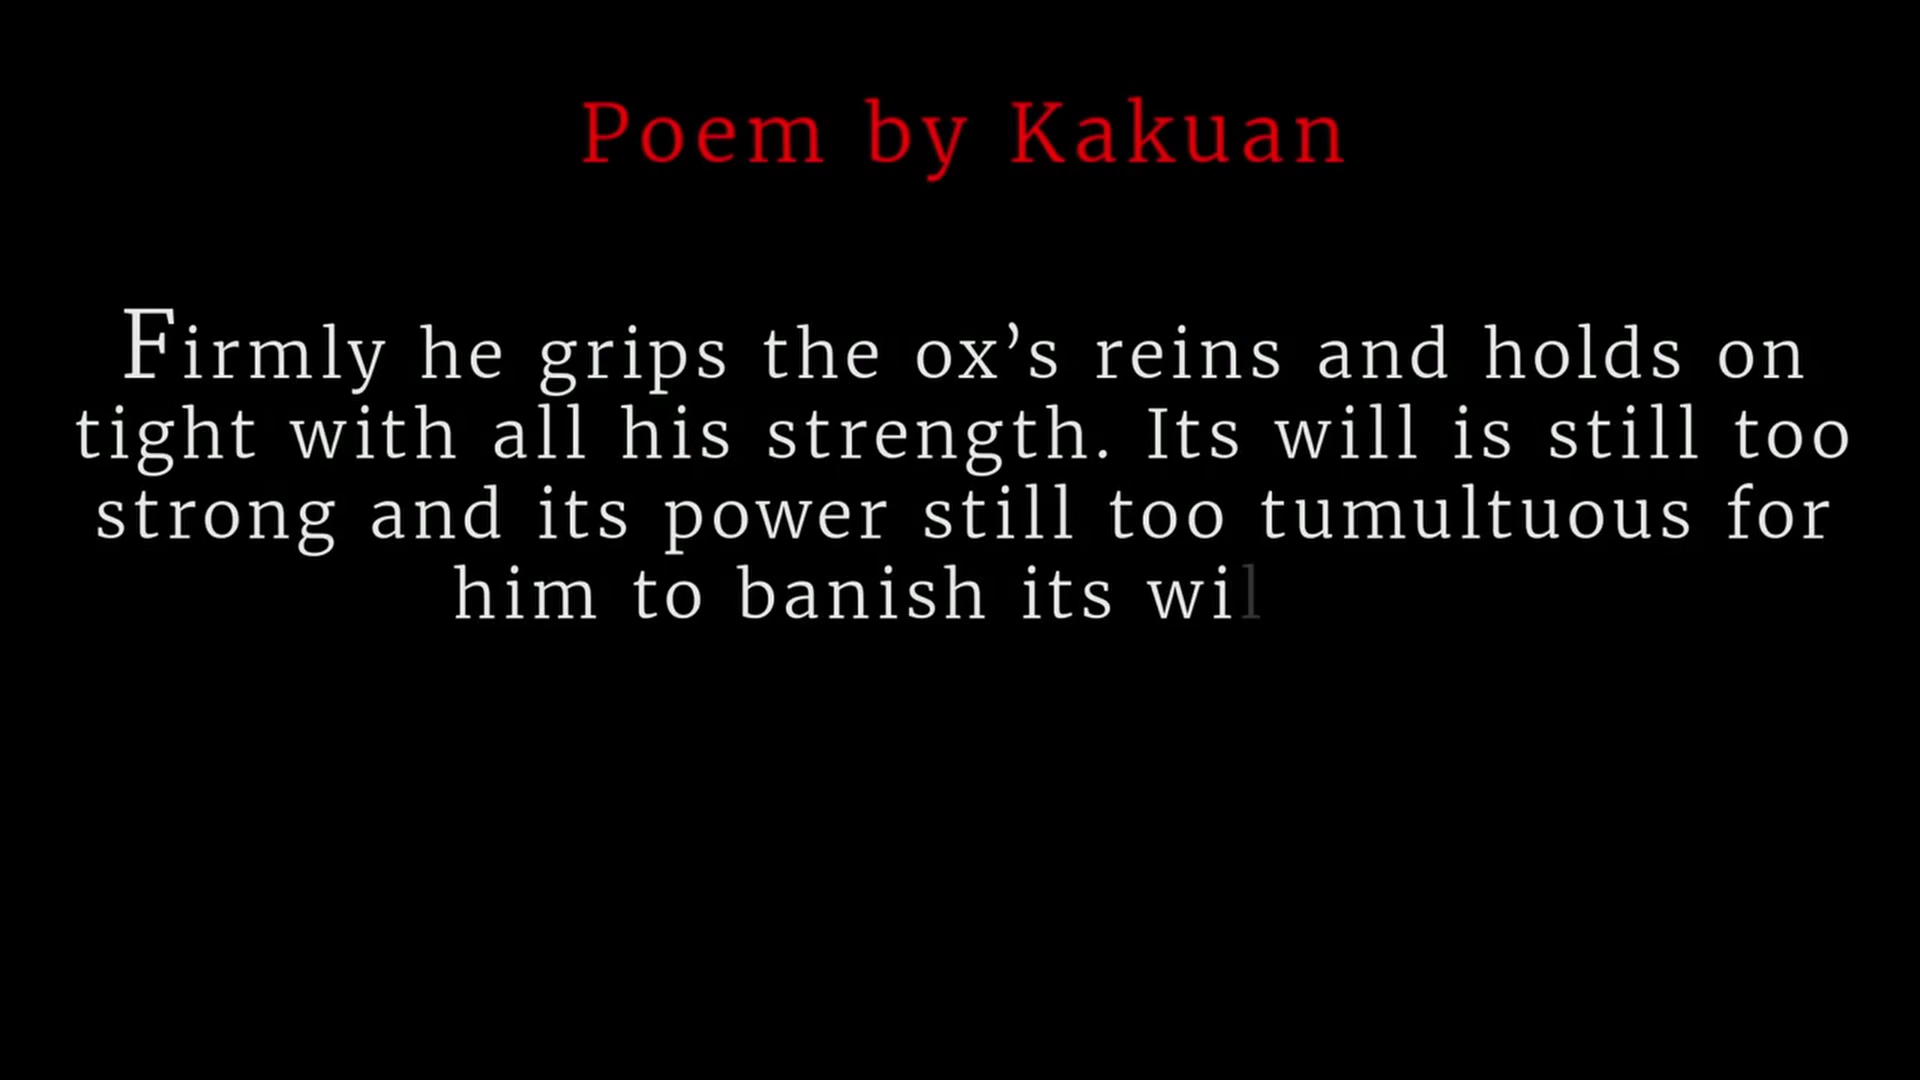 Poem by Kakuan
Firmly he grips the ox’s reins and holds on
tight with all his strength. Its will is still too
strong and its power still too tumultuous for
him to banish its wil